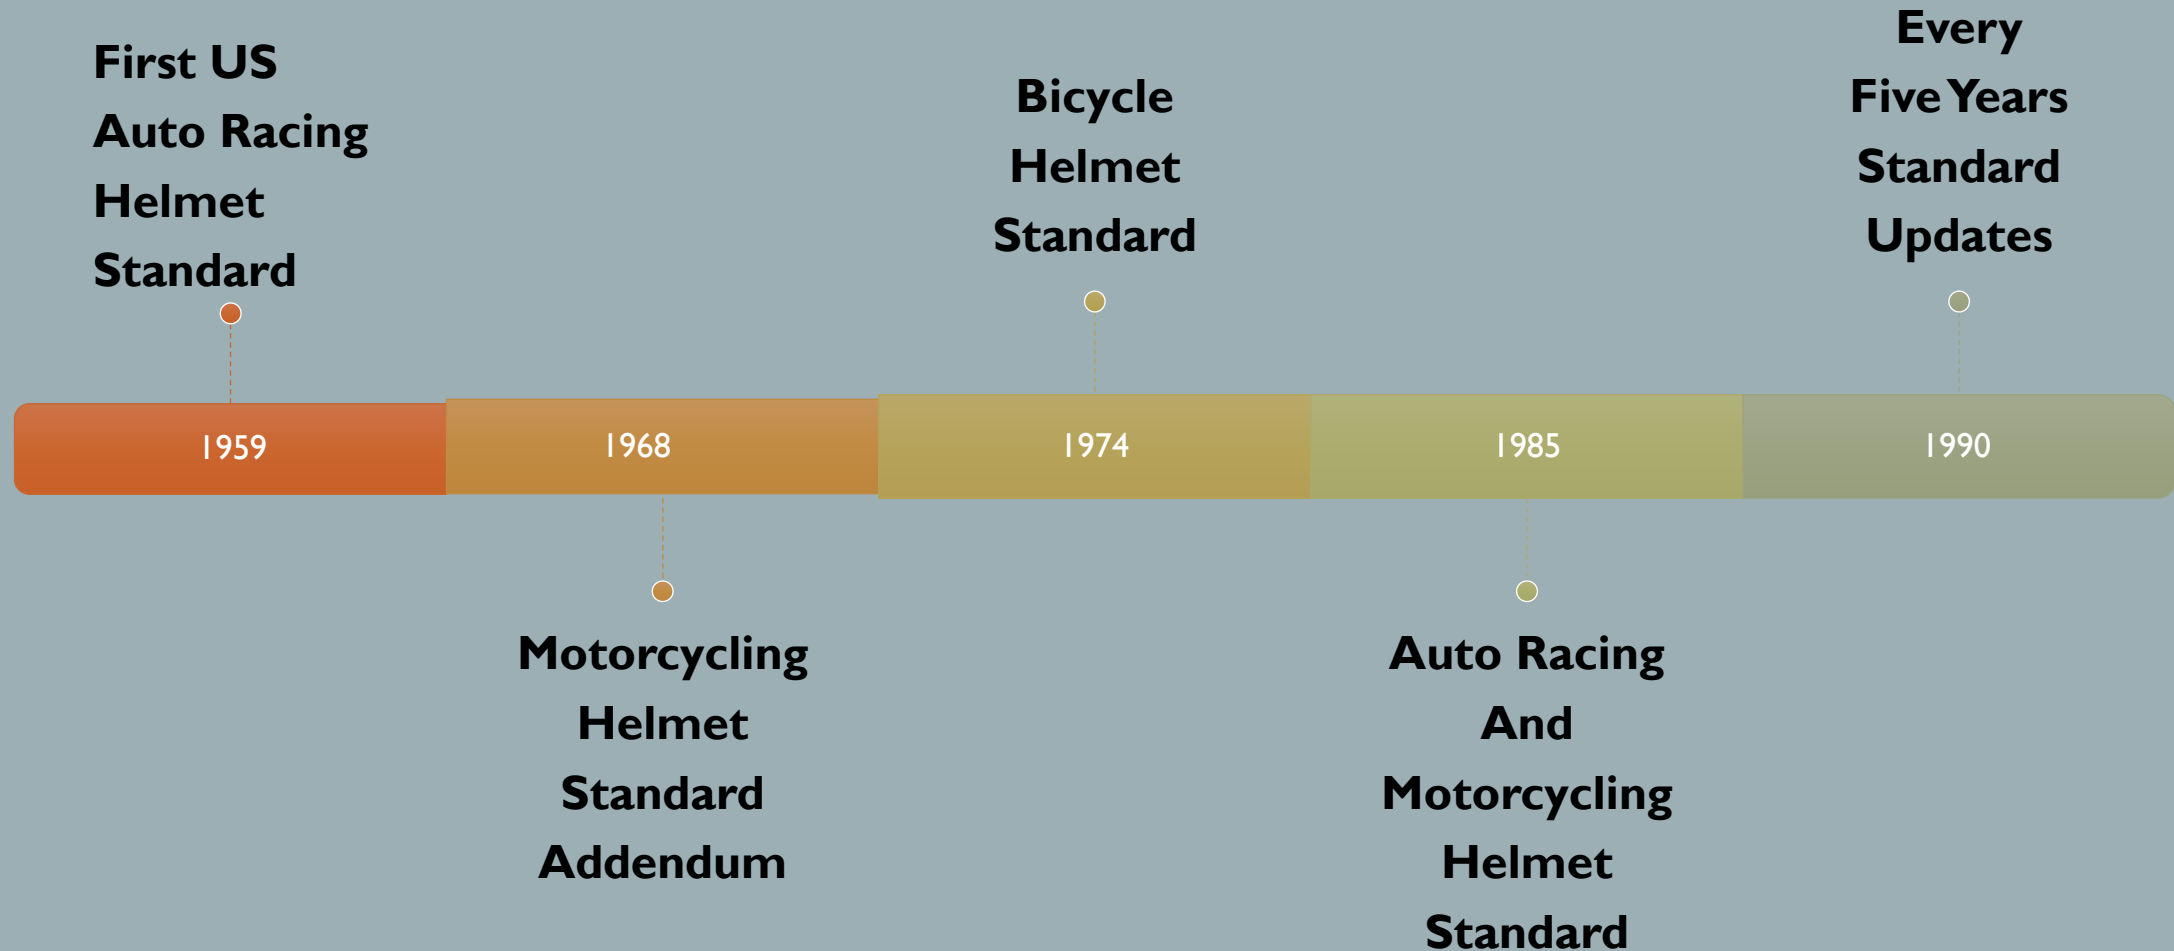 First US
Auto Racing
Helmet
Standard
Bicycle
Helmet
Standard
Every
Five Years
Standard
Updates
1959
1968
1974
1985
1990
Motorcycling
Helmet
Standard
Addendum
Auto Racing
And
Motorcycling
Helmet
Standard